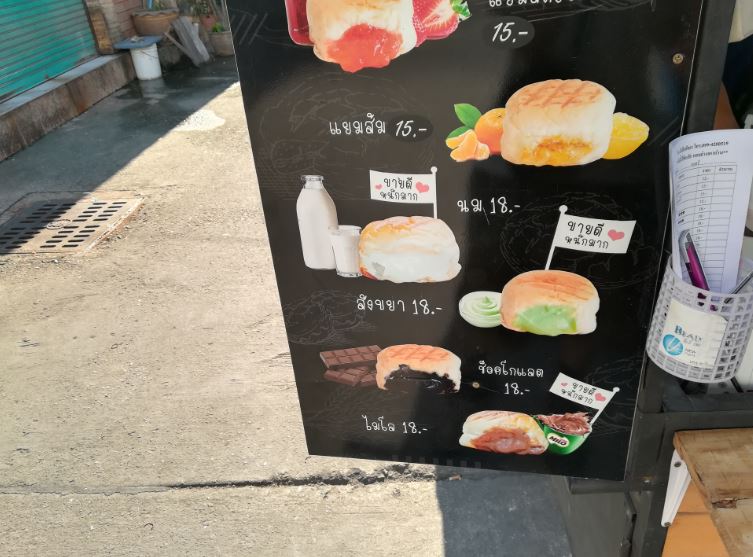 15.-
แยมส้ม 15.-
ขายดี
หนักมาก
นม 18.-
ขายดี
หนักมาก
สังขยา 18.-
ช็อคโกแลต
18.-
ขายดี
หนักมาก
ไมโล 18.-
MILO